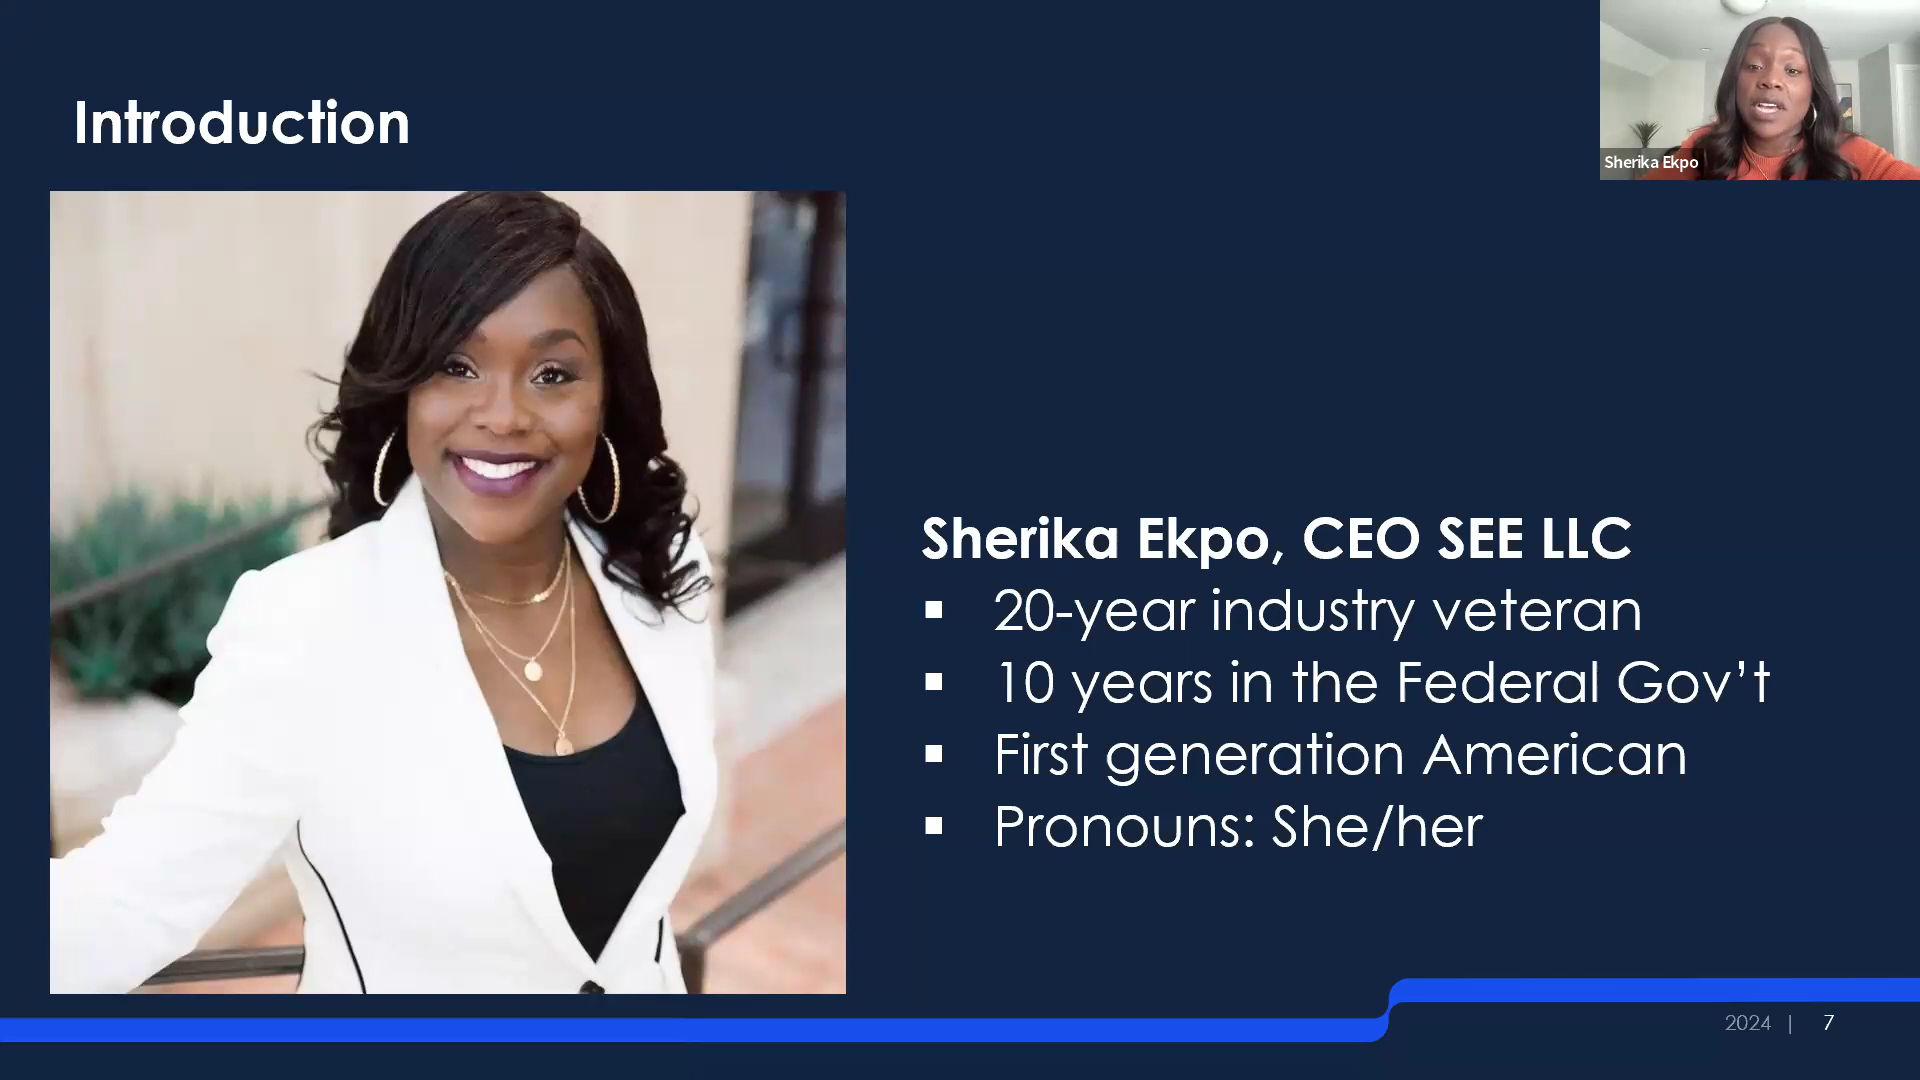 Introduction
Sherika Ekpo
Sherika Ekpo, CEO SEE LLC
▪ 20-year industry veteran
▪ 10 years in the Federal Gov’t
▪ First generation American
▪ Pronouns: She/her
2024 | 7